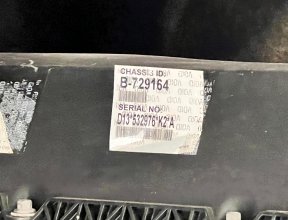 CHASSIS ID
B-729164
SERIAL NO
D13*532976*K2*A